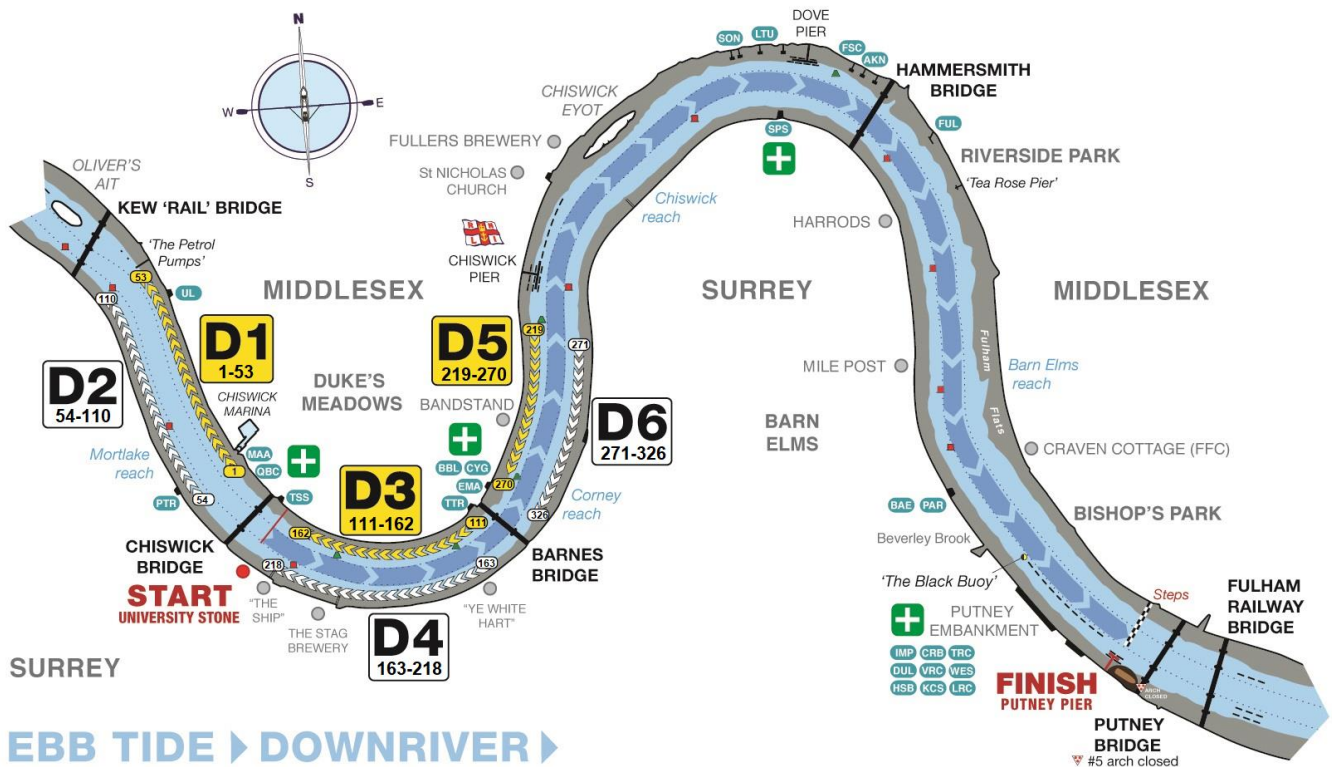 N
W
E
S
OLIVER'S
AIT
KEW 'RAIL' BRIDGE
'The Petrol
Pumps'
53
UL
110
MIDDLESEX
D1
1-53
D2
54-110
CHISWICK
MARINA
Mortlake
reach
PTR
54
1
MAA
QBC
TSS
CHISWICK
BRIDGE
START
UNIVERSITY STONE
"THE
SHIP"
THE STAG
BREWERY
218
162
D3
111-162
D4
163-218
111
163
"YE WHITE
HART"
BARNES
BRIDGE
DUKE'S
MEADOWS
BANDSTAND
BBL
CYG
EMA
TTR
270
326
Corney
reach
D5
219-270
219
271
D6
271-326
CHISWICK
PIER
RNLI
St NICHOLAS
CHURCH
FULLERS BREWERY
CHISWICK
EYOT
Chiswick
reach
SON
LTU
DOVE
PIER
FSC
AKN
SPS
HAMMERSMITH
BRIDGE
FUL
RIVERSIDE PARK
'Tea Rose Pier'
HARRODS
SURREY
MIDDLESEX
MILE POST
Fulham
Flats
Barn Elms
reach
BARN
ELMS
CRAVEN COTTAGE (FFC)
BAE
PAR
BISHOP'S PARK
Beverley Brook
'The Black Buoy'
PUTNEY
EMBANKMENT
IMP
CRB
TRC
DUL
VRC
WES
HSB
KCS
LRC
Steps
FULHAM
RAILWAY
BRIDGE
FINISH
PUTNEY PIER
ARCH
CLOSED
PUTNEY
BRIDGE
#5 arch closed
SURREY
EBB TIDE DOWNRIVER